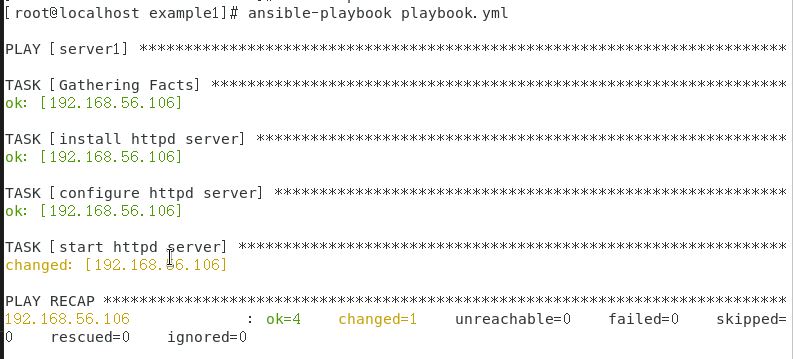 [root@localhost example1]# ansible-playbook playbook.yml
PLAY [server1] ************************************************************************
TASK [Gathering Facts] ****************************************************************
ok: [192.168.56.106]
TASK [install httpd server] ***********************************************************
ok: [192.168.56.106]
TASK [configure httpd server] *********************************************************
ok: [192.168.56.106]
TASK [start httpd server] *************************************************************
changed: [192.168.56.106]
PLAY RECAP ****************************************************************************
192.168.56.106 : ok=4 changed=1 unreachable=0 failed=0 skipped=
0 rescued=0 ignored=0